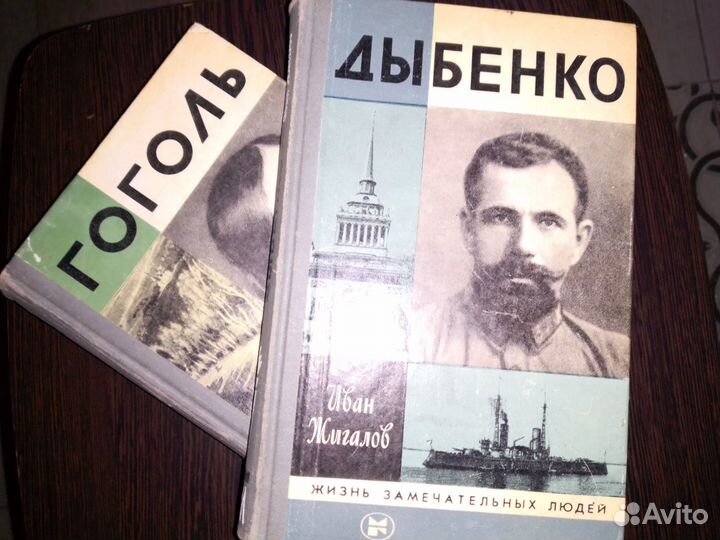 ГОГОЛЬ
ДЫБЕНКО
Иван
Жигалов
ЖИЗНЬ ЗАМЕЧАТЕЛЬНЫХ ЛЮДЕЙ
Avito